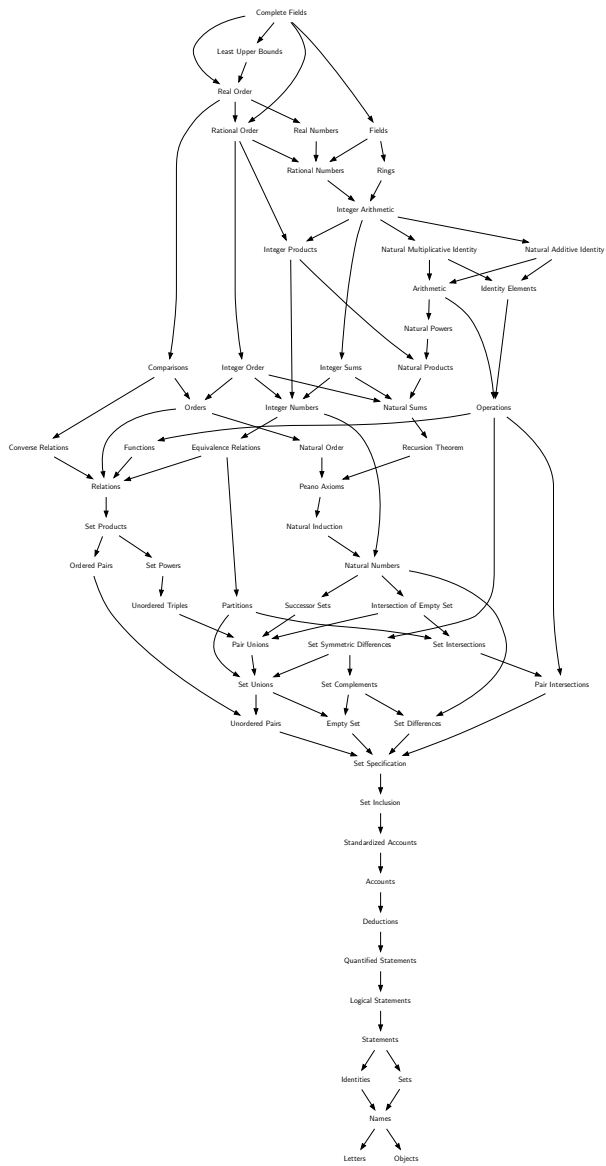 Complete Fields
Least Upper Bounds
Real Order
Rational Order Real Numbers Fields
Rational Numbers Rings
Integer Arithmetic
Integer Products Natural Multiplicative Identity Natural Additive Identity
Arithmetic Identity Elements
Natural Powers
Comparisons Integer Order Integer Sums Natural Products
Orders Integer Numbers Natural Sums Operations
Converse Relations Functions Equivalence Relations Natural Order Recursion Theorem
Relations Peano Axioms
Set Products Natural Induction
Ordered Pairs Set Powers Natural Numbers
Unordered Triples Partitions Successor Sets Intersection of Empty Set
Pair Unions Set Symmetric Differences Set Intersections
Set Unions Set Complements Pair Intersections
Unordered Pairs Empty Set Set Differences
Set Specification
Set Inclusion
Standardized Accounts
Accounts
Deductions
Quantified Statements
Logical Statements
Statements
Identities Sets
Names
Letters Objects